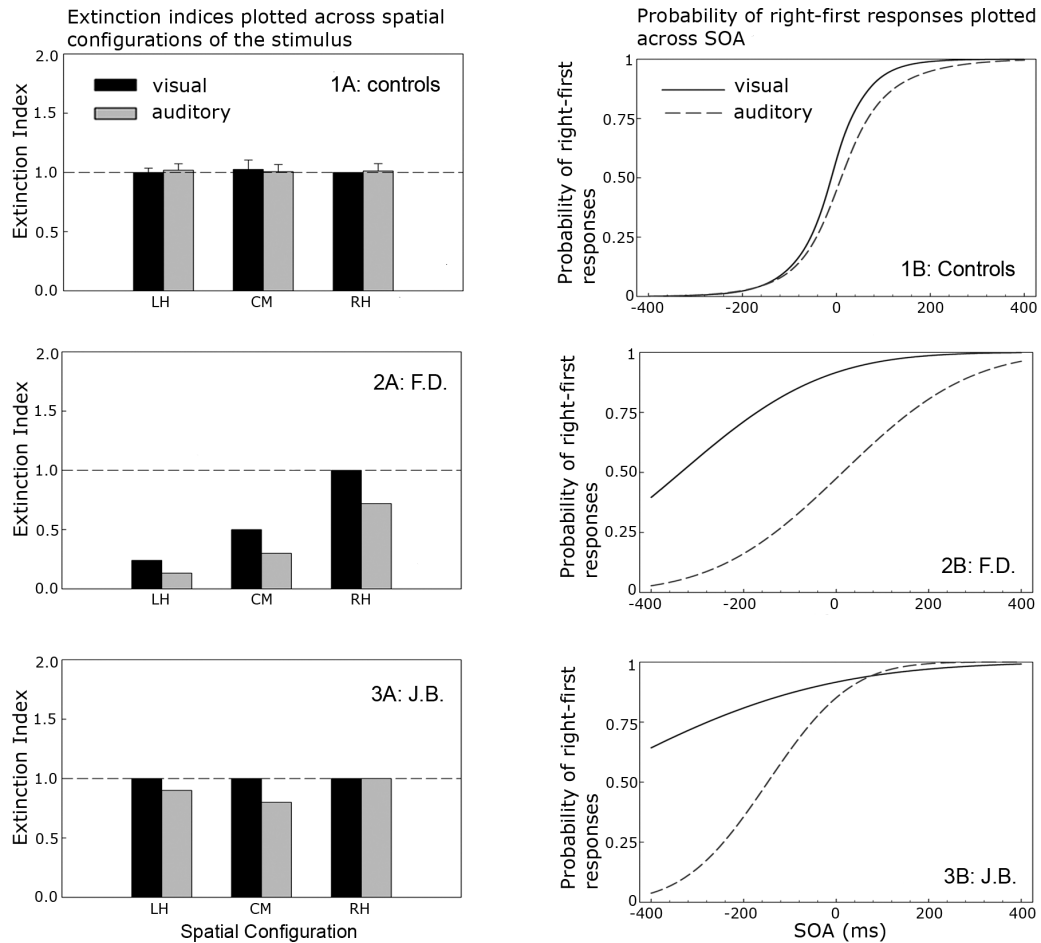 Extinction indices plotted across spatial
configurations of the stimulus
2.0
1.5
1.0
0.5
0.0
Extinction Index
visual
auditory
1A: controls
LH CM RH
Probability of right-first responses plotted
across SOA
1
0.75
0.50
0.25
0
Probability of right-first
responses
visual
auditory
1B: Controls
-400 -200 0 200 400
2.0
1.5
1.0
0.5
0.0
Extinction Index
2A: F.D.
LH CM RH
1
0.75
0.50
0.25
0
Probability of right-first
responses
2B: F.D.
-400 -200 0 200 400
2.0
1.5
1.0
0.5
0.0
Extinction Index
3A: J.B.
LH CM RH
Spatial Configuration
1
0.75
0.50
0.25
0
Probability of right-first
responses
3B: J.B.
-400 -200 0 200 400
SOA (ms)